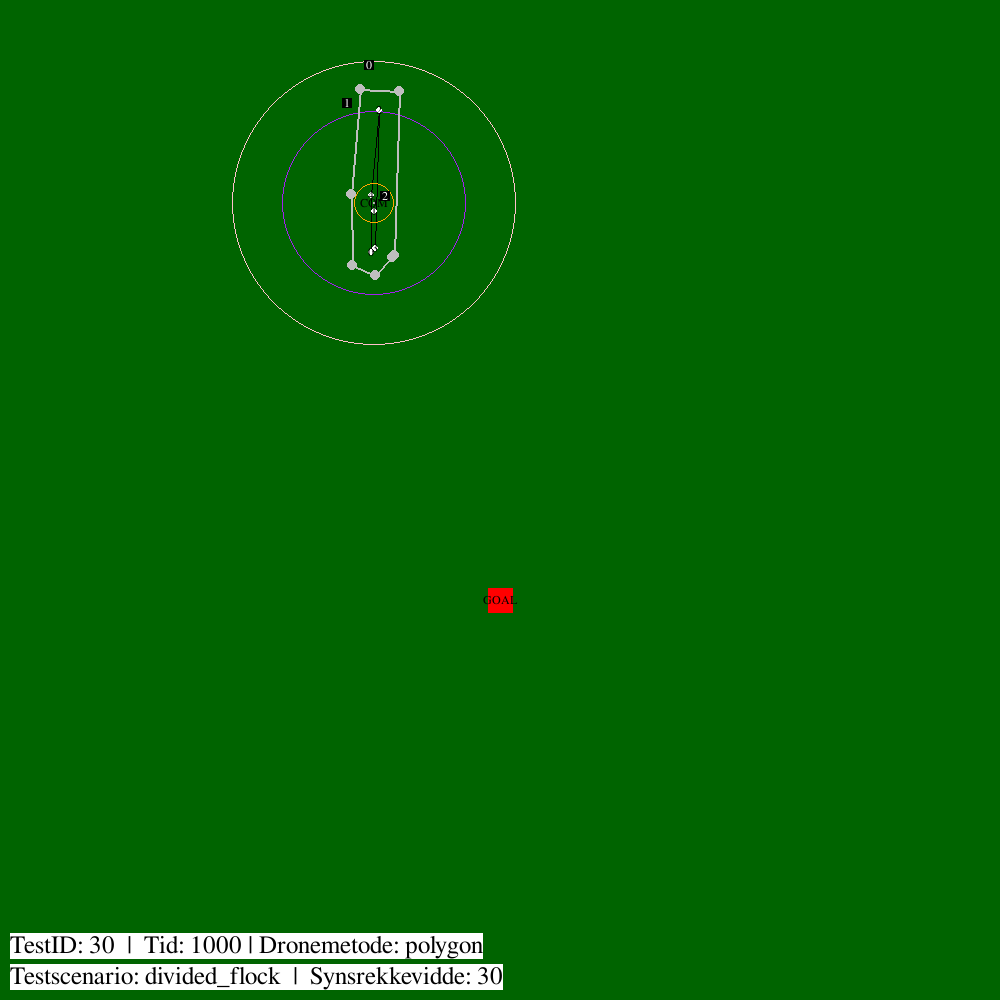 0
1
2
GOAL
TestID: 30 | Tid: 1000 | Dronemetode: polygon
Testscenario: divided_flock | Synsrekkevidde: 30